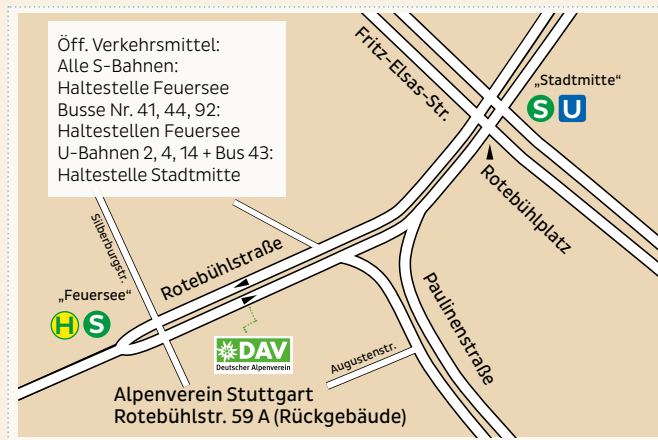 Öff. Verkehrsmittel:
Alle S-Bahnen:
Haltestelle Feuersee
Busse Nr. 41, 44, 92:
Haltestellen Feuersee
U-Bahnen 2, 4, 14 + Bus 43:
Haltestelle Stadtmitte
Fritz-Elsas-Str.
„Stadtmitte“
S U
Rotebühlplatz
Silberburgstr.
Rotebühlstraße
„Feuersee“
H S
Paulinenstraße
DAV
Deutscher Alpenverein
Augustenstr.
Alpenverein Stuttgart
Rotebühlstr. 59 A (Rückgebäude)